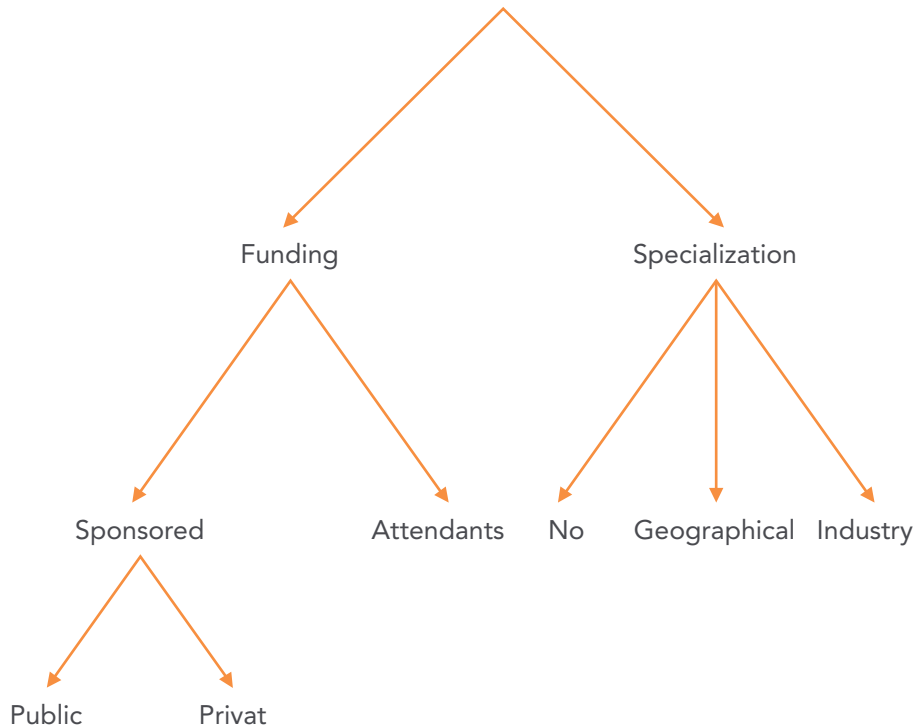 Funding
Specialization
Sponsored
Attendants
No
Geographical
Industry
Public
Privat